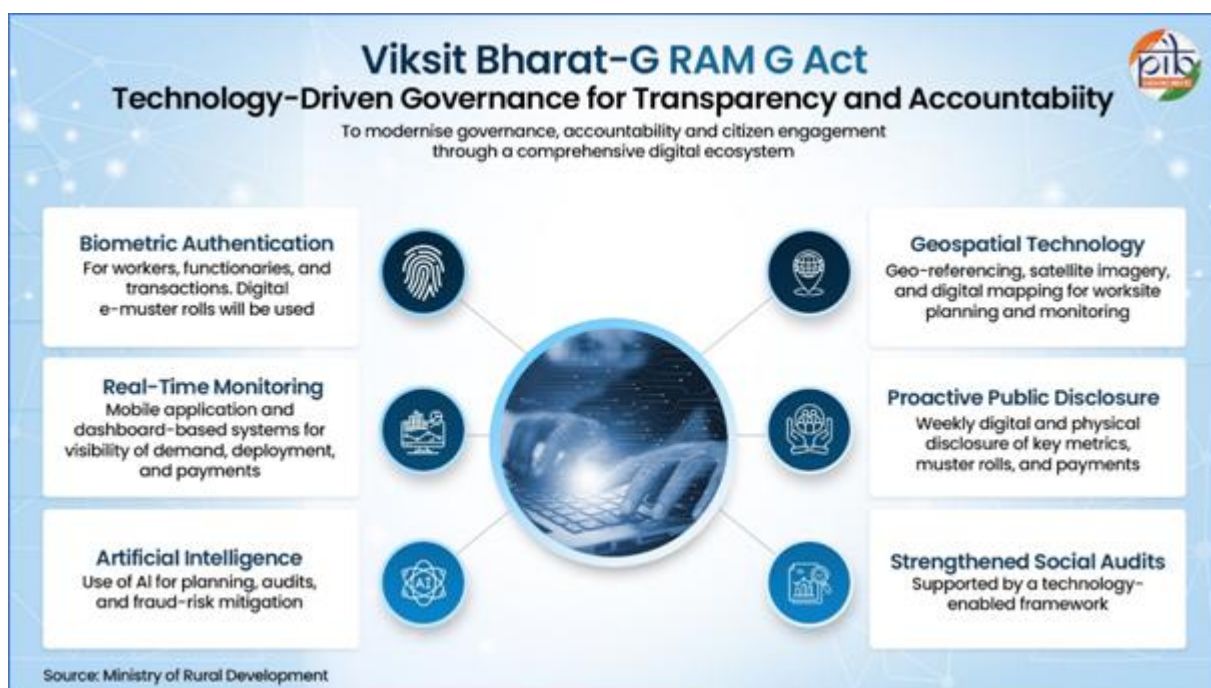 Viksit Bharat-G RAM G Act
Technology-Driven Governance for Transparency and Accountabiity
To modernise governance, accountability and citizen engagement
through a comprehensive digital ecosystem
pib
Biometric Authentication
For workers, functionaries, and
transactions. Digital
e-muster rolls will be used
Real-Time Monitoring
Mobile application and
dashboard-based systems for
visibility of demand, deployment,
and payments
Artificial Intelligence
Use of AI for planning, audits,
and fraud-risk mitigation
AI
Geospatial Technology
Geo-referencing, satellite imagery,
and digital mapping for worksite
planning and monitoring
Proactive Public Disclosure
Weekly digital and physical
disclosure of key metrics,
muster rolls, and payments
Strengthened Social Audits
Supported by a technology-
enabled framework
Source: Ministry of Rural Development